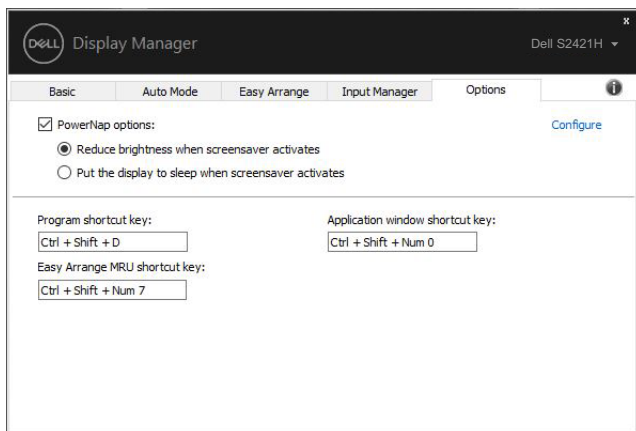 x
DELL Display Manager
Dell S2421H
Basic Auto Mode Easy Arrange Input Manager Options i
PowerNap options: Configure
Reduce brightness when screensaver activates
Put the display to sleep when screensaver activates
Program shortcut key: Application window shortcut key:
Ctrl + Shift + D Ctrl + Shift + Num 0
Easy Arrange MRU shortcut key:
Ctrl + Shift + Num 7